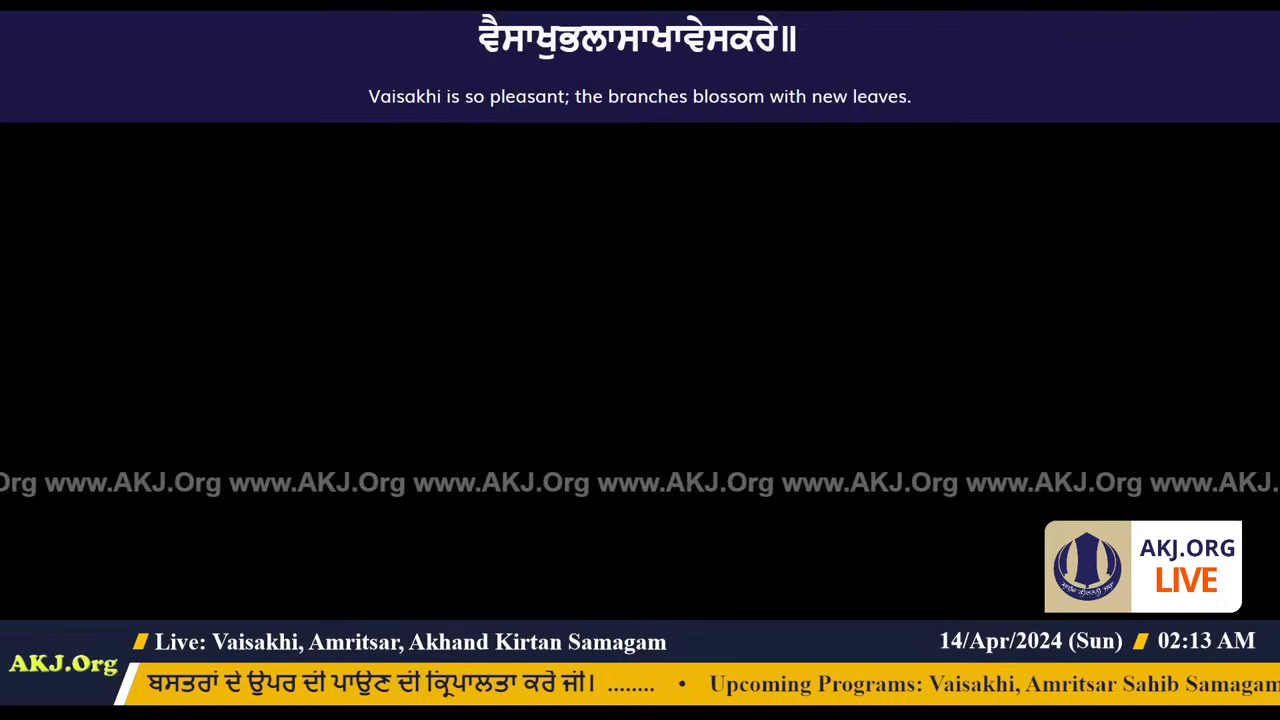 ਵੈਸਾਖੁਭਲਾਸਾਖਾਵੇਸਕਰੇ॥
Vaisakhi is so pleasant; the branches blossom with new leaves.
Org www.AKJ.Org www.AKJ.Org www.AKJ.Org www.AKJ.Org www.AKJ.Org www.AKJ.Org www.AKJ.
AKJ.ORG
LIVE
Live: Vaisakhi, Amritsar, Akhand Kirtan Samagam
14/Apr/2024 (Sun) 02:13 AM
AKJ.Org
ਬਸਤਰਾਂ ਦੇ ਉਪਰ ਦੀ ਪਾਉਣ ਦੀ ਕ੍ਰਿਪਾਲਤਾ ਕਰੋ ਜੀ। ........ • Upcoming Programs: Vaisakhi, Amritsar Sahib Samagam